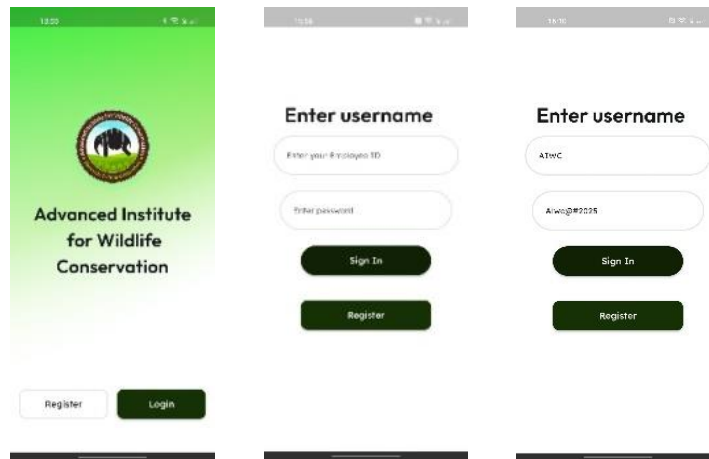 Advanced Institute
for Wildlife
Conservation
Register
Login
Enter username
Enter your Employee ID
Enter password
Sign In
Register
Enter username
AIWC
Aiwc@#2025
Sign In
Register